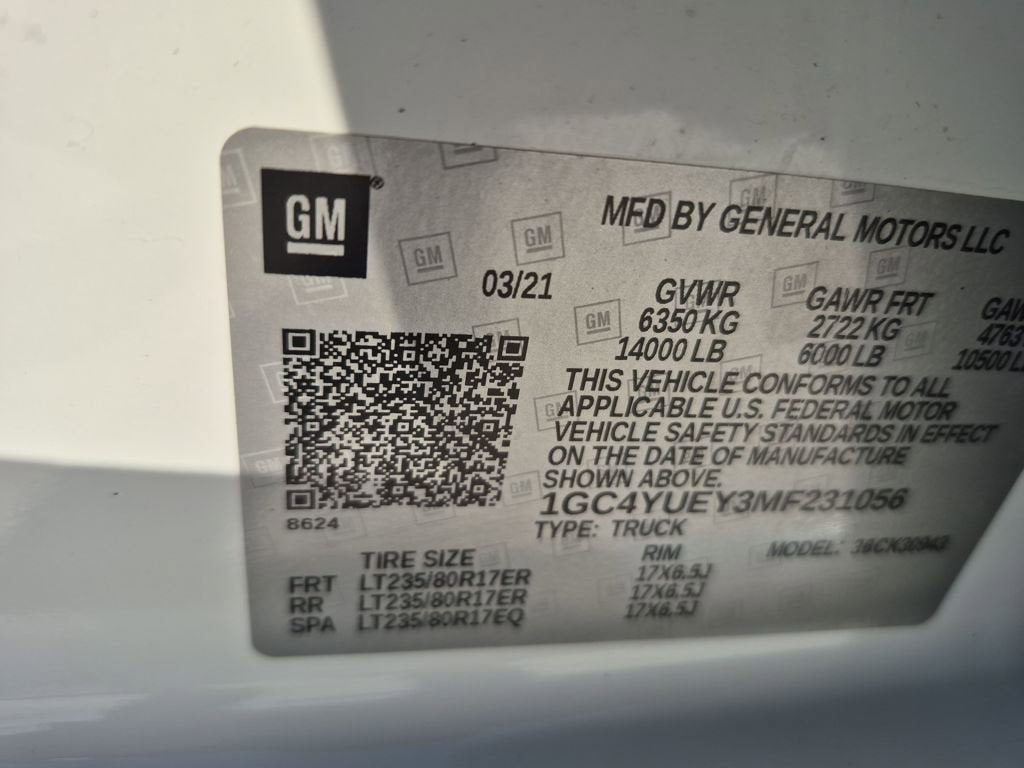 GM®
MFD BY GENERAL MOTORS LLC
03/21
GVWR GAWR FRT
6350 KG 2722 KG 4763
14000 LB 6000 LB 10500
THIS VEHICLE CONFORMS TO ALL
APPLICABLE U.S. FEDERAL MOTOR
VEHICLE SAFETY STANDARDS IN EFFECT
ON THE DATE OF MANUFACTURE
SHOWN ABOVE.
1GC4YUEY3MF231056
TYPE: TRUCK
8624
MODEL:
TIRE SIZE RIM
FRT LT235/80R17ER 17X6.5J
RR LT235/80R17ER 17X6.5J
SPA LT235/80R17EQ 17X6.5J